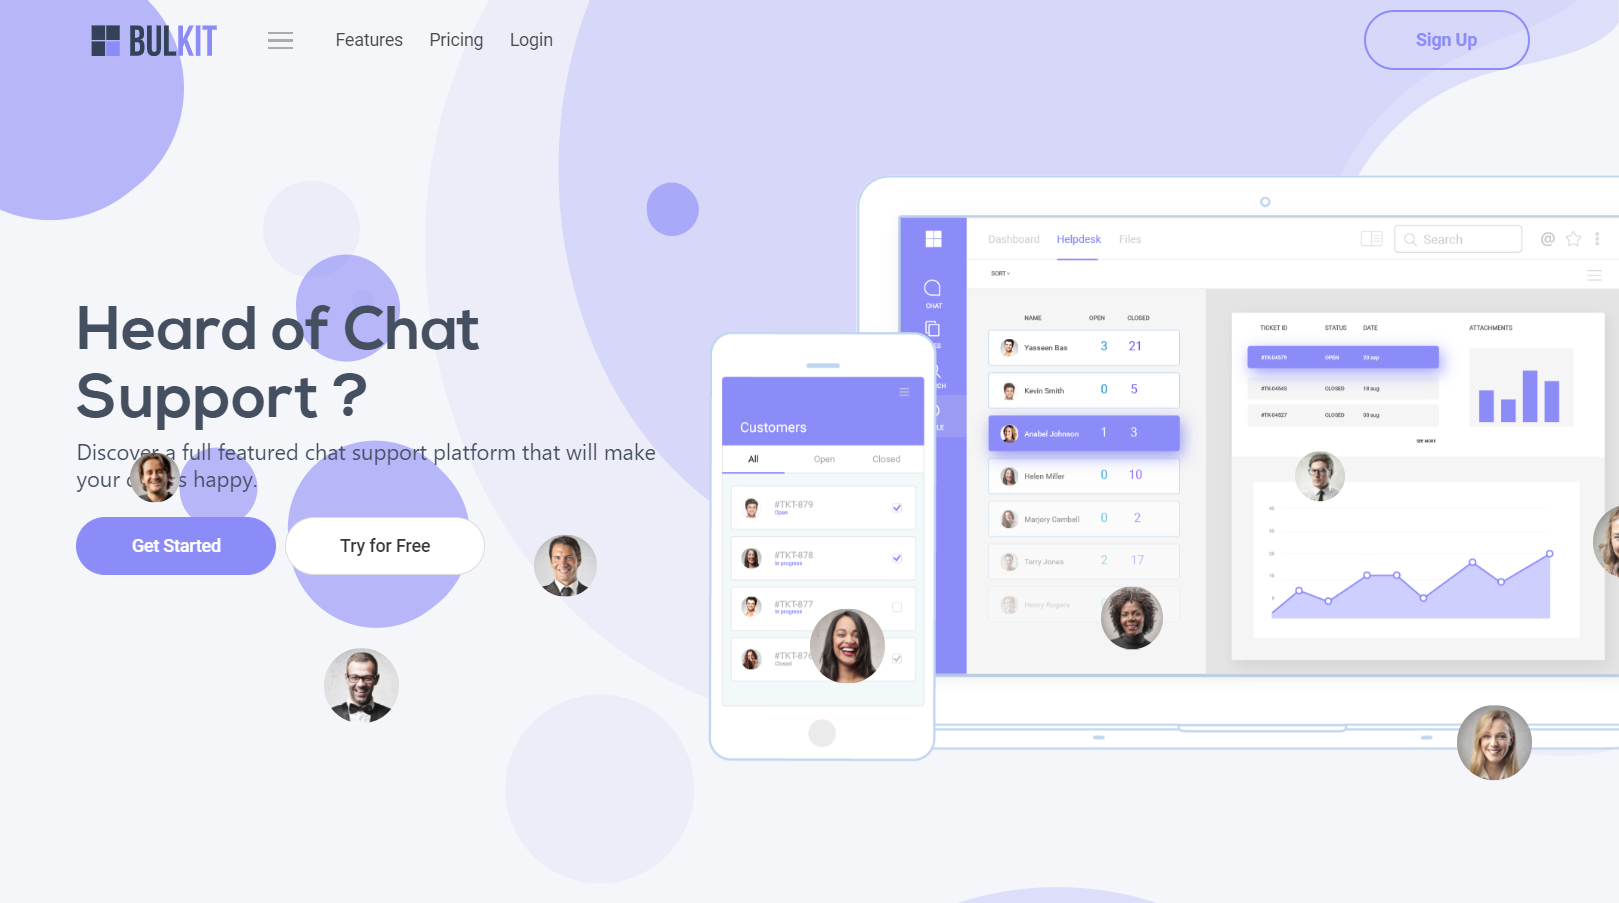 BULKIT
Features
Pricing
Login
Sign Up
Heard of Chat
Support ?
Discover a full featured chat support platform that will make
your s happy.
Get Started
Try for Free
Customers
All
Open
Closed
#TKT-879
Open
#TKT-878
In progress
#TKT-877
In progress
#TKT-876
Closed
Dashboard
Helpdesk
Files
Search
@
SORT
CHAT
NAME
OPEN
CLOSED
Yasseen Bas
3
21
Kevin Smith
0
5
Anabel Johnson
1
3
Helen Miller
0
10
Marjory Cambell
0
2
Terry Jones
2
17
Henry Rogers
TICKET ID
STATUS
DATE
#TK-04579
OPEN
23 sep
#TK-04543
CLOSED
18 aug
#TK-04527
CLOSED
03 aug
ATTACHMENTS
SEE MORE